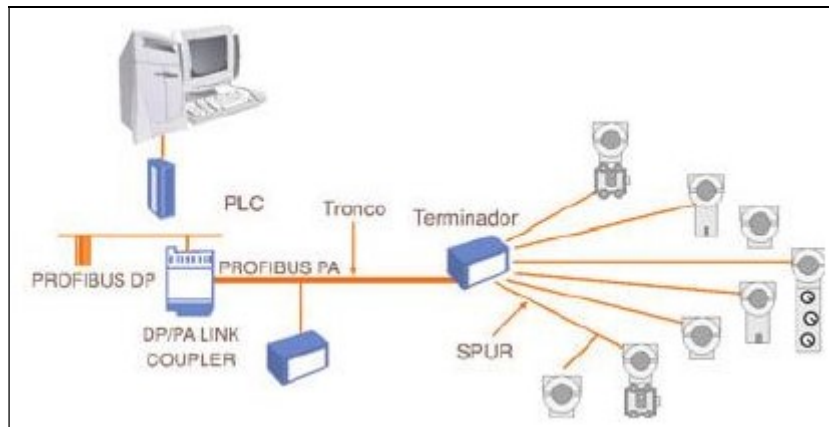 PLC
Tronco
Terminador
PROFIBUS DP
PROFIBUS PA
DP/PA LINK
COUPLER
SPUR